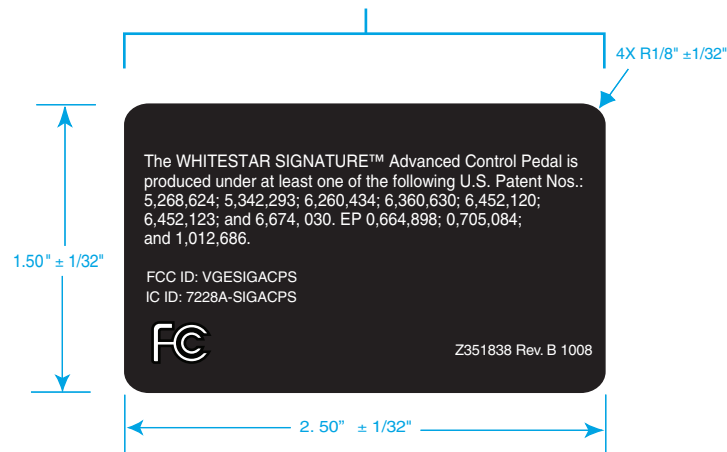 4X R1/8" ±1/32"
The WHITESTAR SIGNATURE™ Advanced Control Pedal is
produced under at least one of the following U.S. Patent Nos.:
5,268,624; 5,342,293; 6,260,434; 6,360,630; 6,452,120;
6,452,123; and 6,674, 030. EP 0,664,898; 0,705,084;
and 1,012,686.
1.50" ± 1/32"
FCC ID: VGESIGACPS
IC ID: 7228A-SIGACPS
FC
Z351838 Rev. B 1008
2. 50” ± 1/32"